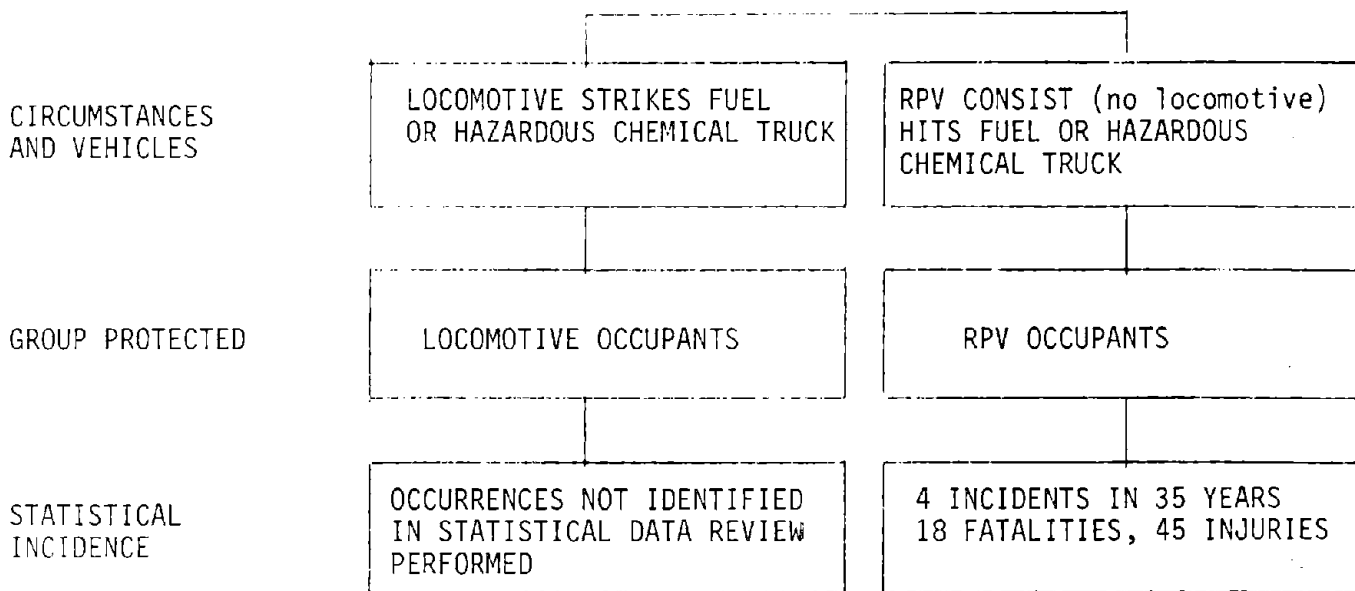 CIRCUMSTANCES
AND VEHICLES
LOCOMOTIVE STRIKES FUEL
OR HAZARDOUS CHEMICAL TRUCK
RPV CONSIST (no locomotive)
HITS FUEL OR HAZARDOUS
CHEMICAL TRUCK
GROUP PROTECTED
LOCOMOTIVE OCCUPANTS
RPV OCCUPANTS
STATISTICAL
INCIDENCE
OCCURRENCES NOT IDENTIFIED
IN STATISTICAL DATA REVIEW
PERFORMED
4 INCIDENTS IN 35 YEARS
18 FATALITIES, 45 INJURIES